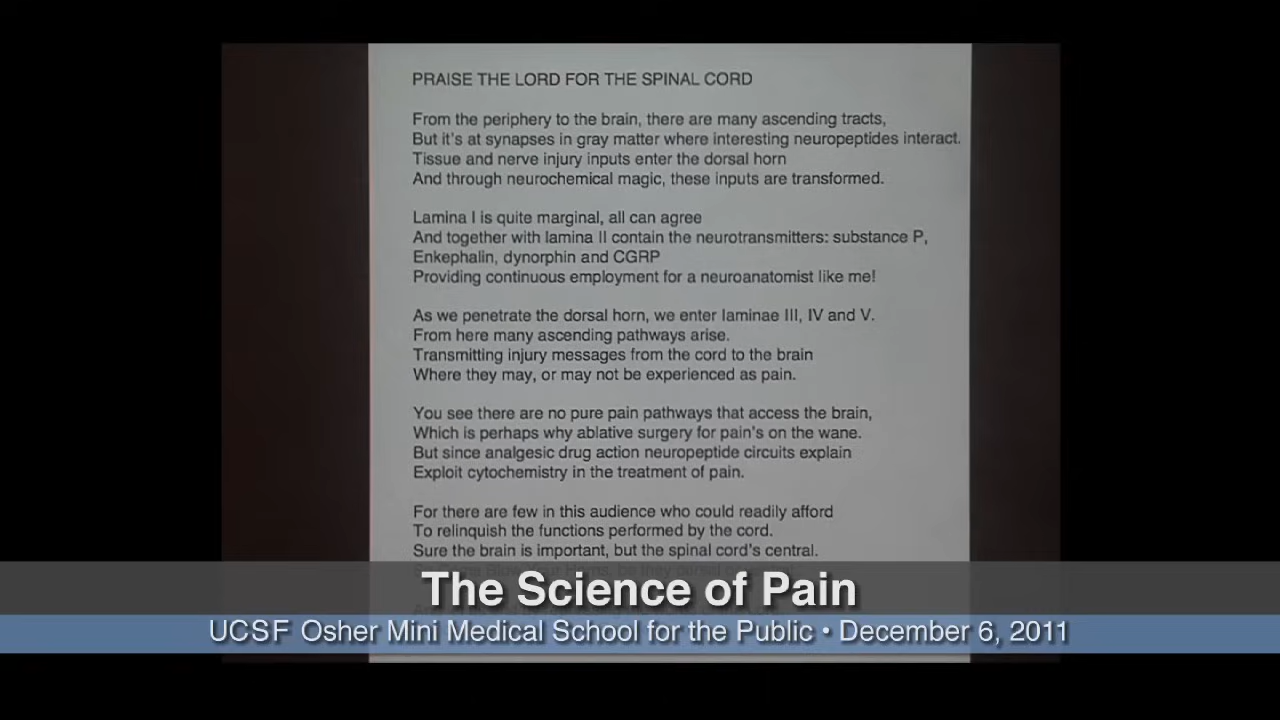 PRAISE THE LORD FOR THE SPINAL CORD
From the periphery to the brain, there are many ascending tracts,
But it's at synapses in gray matter where interesting neuropeptides interact.
Tissue and nerve injury inputs enter the dorsal horn
And through neurochemical magic, these inputs are transformed.
Lamina I is quite marginal, all can agree
And together with lamina II contain the neurotransmitters: substance P,
Enkephalin, dynorphin and CGRP
Providing continuous employment for a neuroanatomist like me!
As we penetrate the dorsal horn, we enter laminae III, IV and V.
From here many ascending pathways arise.
Transmitting injury messages from the cord to the brain
Where they may, or may not be experienced as pain.
You see there are no pure pain pathways that access the brain,
Which is perhaps why ablative surgery for pain's on the wane.
But since analgesic drug action neuropeptide circuits explain
Exploit cytochemistry in the treatment of pain.
For there are few in this audience who could readily afford
To relinquish the functions performed by the cord.
Sure the brain is important, but the spinal cord's central.
The Science of Pain
UCSF Osher Mini Medical School for the Public • December 6, 2011